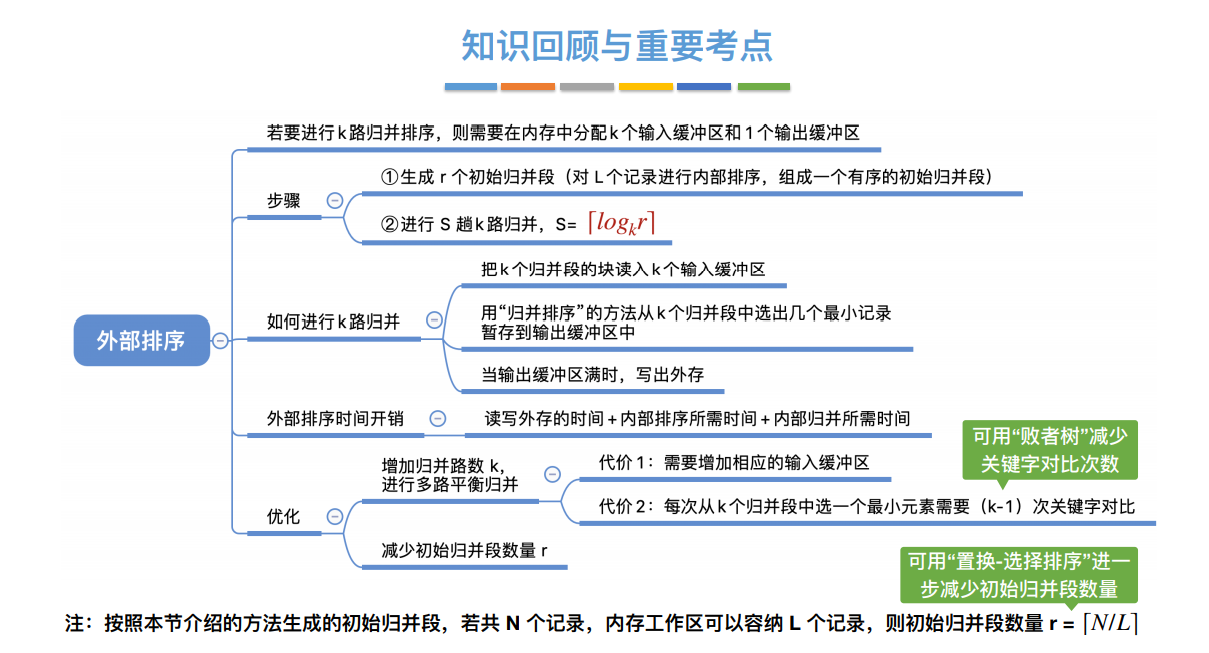 知识回顾与重要考点
若要进行k路归并排序，则需要在内存中分配k个输入缓冲区和1个输出缓冲区
步骤
①生成 r 个初始归并段（对 L个记录进行内部排序，组成一个有序的初始归并段）
②进行 S 趟k路归并，S= ⌈logₖr⌉
把k个归并段的块读入k个输入缓冲区
如何进行k路归并
用“归并排序”的方法从k个归并段中选出几个最小记录
暂存到输出缓冲区中
外部排序
当输出缓冲区满时，写出外存
外部排序时间开销
读写外存的时间+内部排序所需时间+内部归并所需时间
可用“败者树”减少
关键字对比次数
增加归并路数 k，
进行多路平衡归并
代价1：需要增加相应的输入缓冲区
代价2：每次从k个归并段中选一个最小元素需要（k-1）次关键字对比
优化
减少初始归并段数量 r
可用“置换-选择排序”进一
步减少初始归并段数量
注：按照本节介绍的方法生成的初始归并段，若共 N 个记录，内存工作区可以容纳 L 个记录，则初始归并段数量 r = ⌈N/L⌉